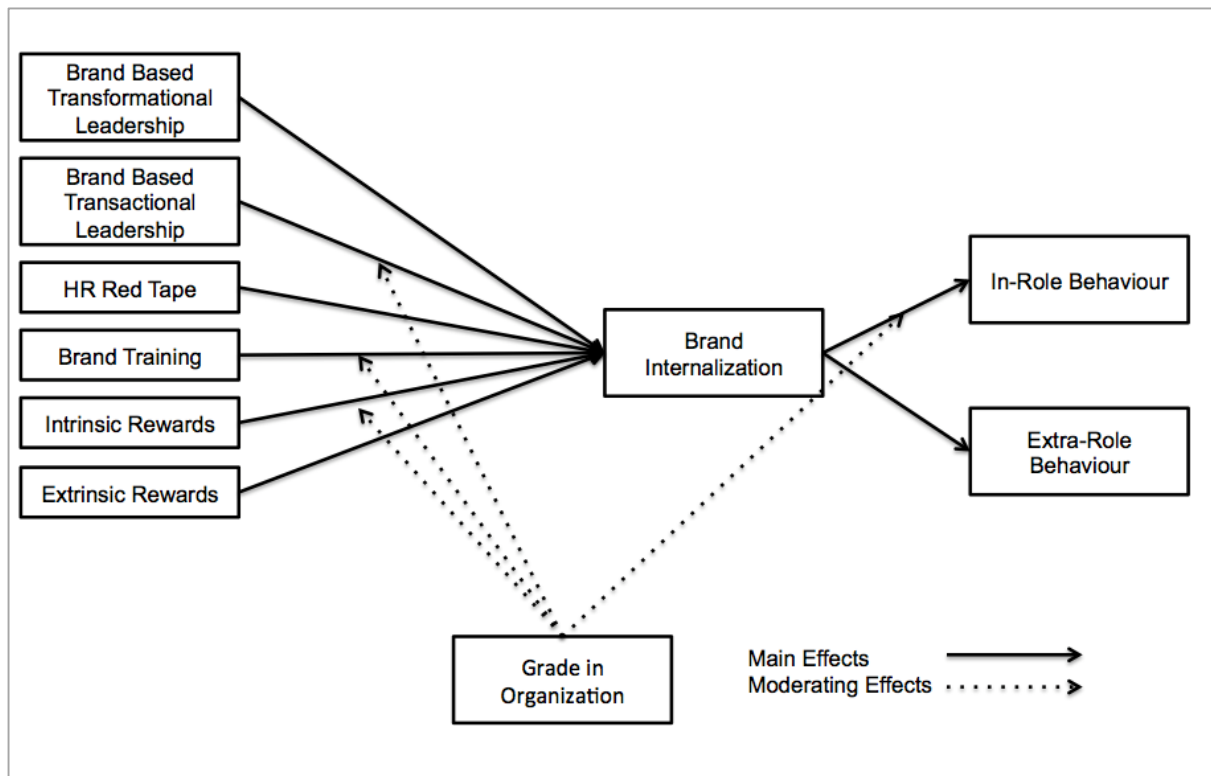 Brand Based
Transformational
Leadership
Brand Based
Transactional
Leadership
HR Red Tape
Brand Training
Intrinsic Rewards
Extrinsic Rewards
Brand
Internalization
In-Role Behaviour
Extra-Role
Behaviour
Grade in
Organization
Main Effects
Moderating Effects